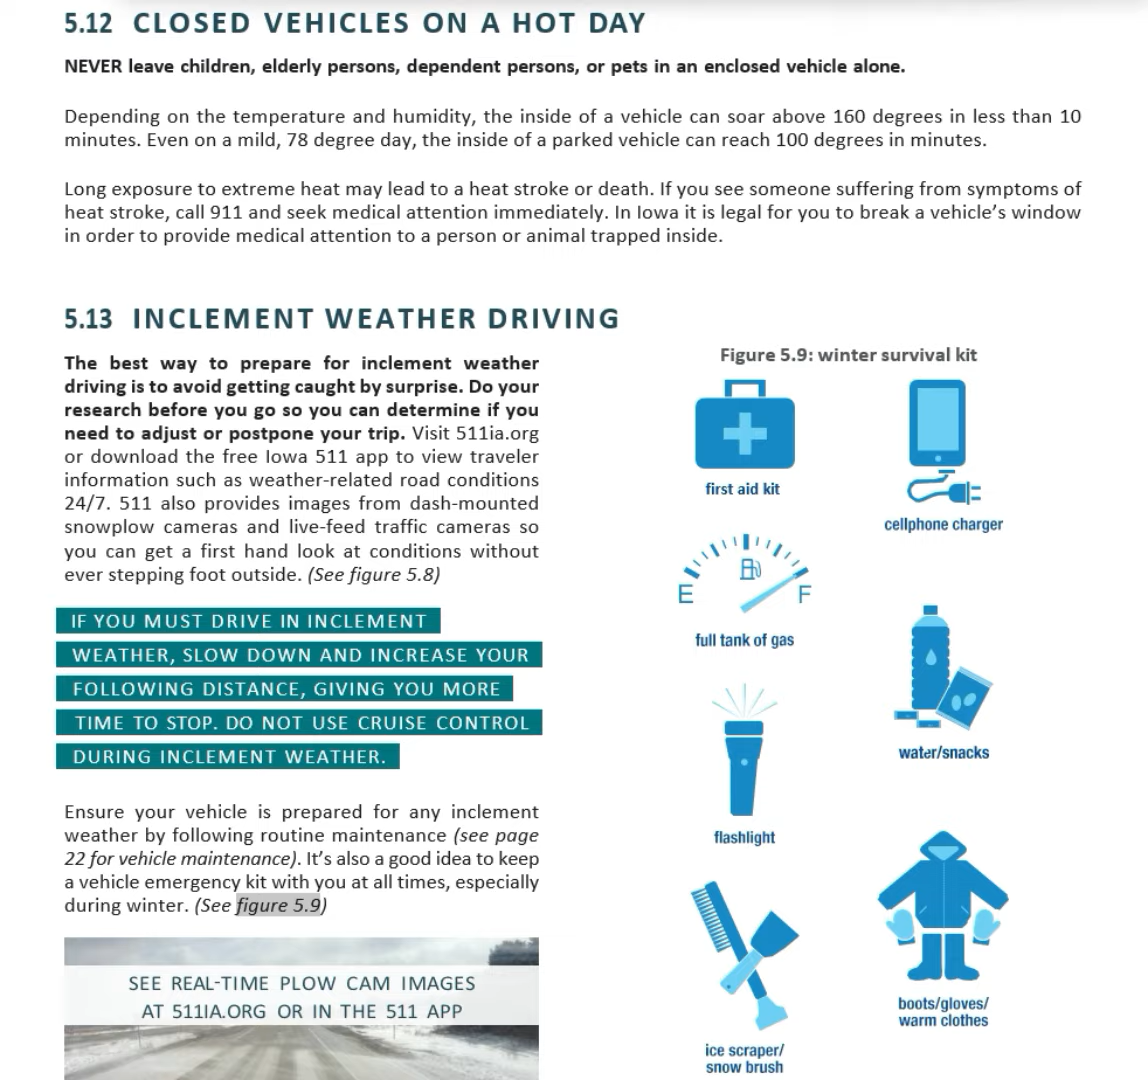 5.12 CLOSED VEHICLES ON A HOT DAY
NEVER leave children, elderly persons, dependent persons, or pets in an enclosed vehicle alone.
Depending on the temperature and humidity, the inside of a vehicle can soar above 160 degrees in less than 10
minutes. Even on a mild, 78 degree day, the inside of a parked vehicle can reach 100 degrees in minutes.
Long exposure to extreme heat may lead to a heat stroke or death. If you see someone suffering from symptoms of
heat stroke, call 911 and seek medical attention immediately. In Iowa it is legal for you to break a vehicle's window
in order to provide medical attention to a person or animal trapped inside.
5.13 INCLEMENT WEATHER DRIVING
The best way to prepare for inclement weather
driving is to avoid getting caught by surprise. Do your
research before you go so you can determine if you
need to adjust or postpone your trip. Visit 511ia.org
or download the free Iowa 511 app to view traveler
information such as weather-related road conditions
24/7. 511 also provides images from dash-mounted
snowplow cameras and live-feed traffic cameras so
you can get a first hand look at conditions without
ever stepping foot outside. (See figure 5.8)
IF YOU MUST DRIVE IN INCLEMENT
WEATHER, SLOW DOWN AND INCREASE YOUR
FOLLOWING DISTANCE, GIVING YOU MORE
TIME TO STOP. DO NOT USE CRUISE CONTROL
DURING INCLEMENT WEATHER.
Ensure your vehicle is prepared for any inclement
weather by following routine maintenance (see page
22 for vehicle maintenance). It's also a good idea to keep
a vehicle emergency kit with you at all times, especially
during winter. (See figure 5.9)
SEE REAL-TIME PLOW CAM IMAGES
AT 511IA.ORG OR IN THE 511 APP
Figure 5.9: winter survival kit
first aid kit
cellphone charger
E F
full tank of gas
water/snacks
flashlight
boots/gloves/
warm clothes
ice scraper/
snow brush